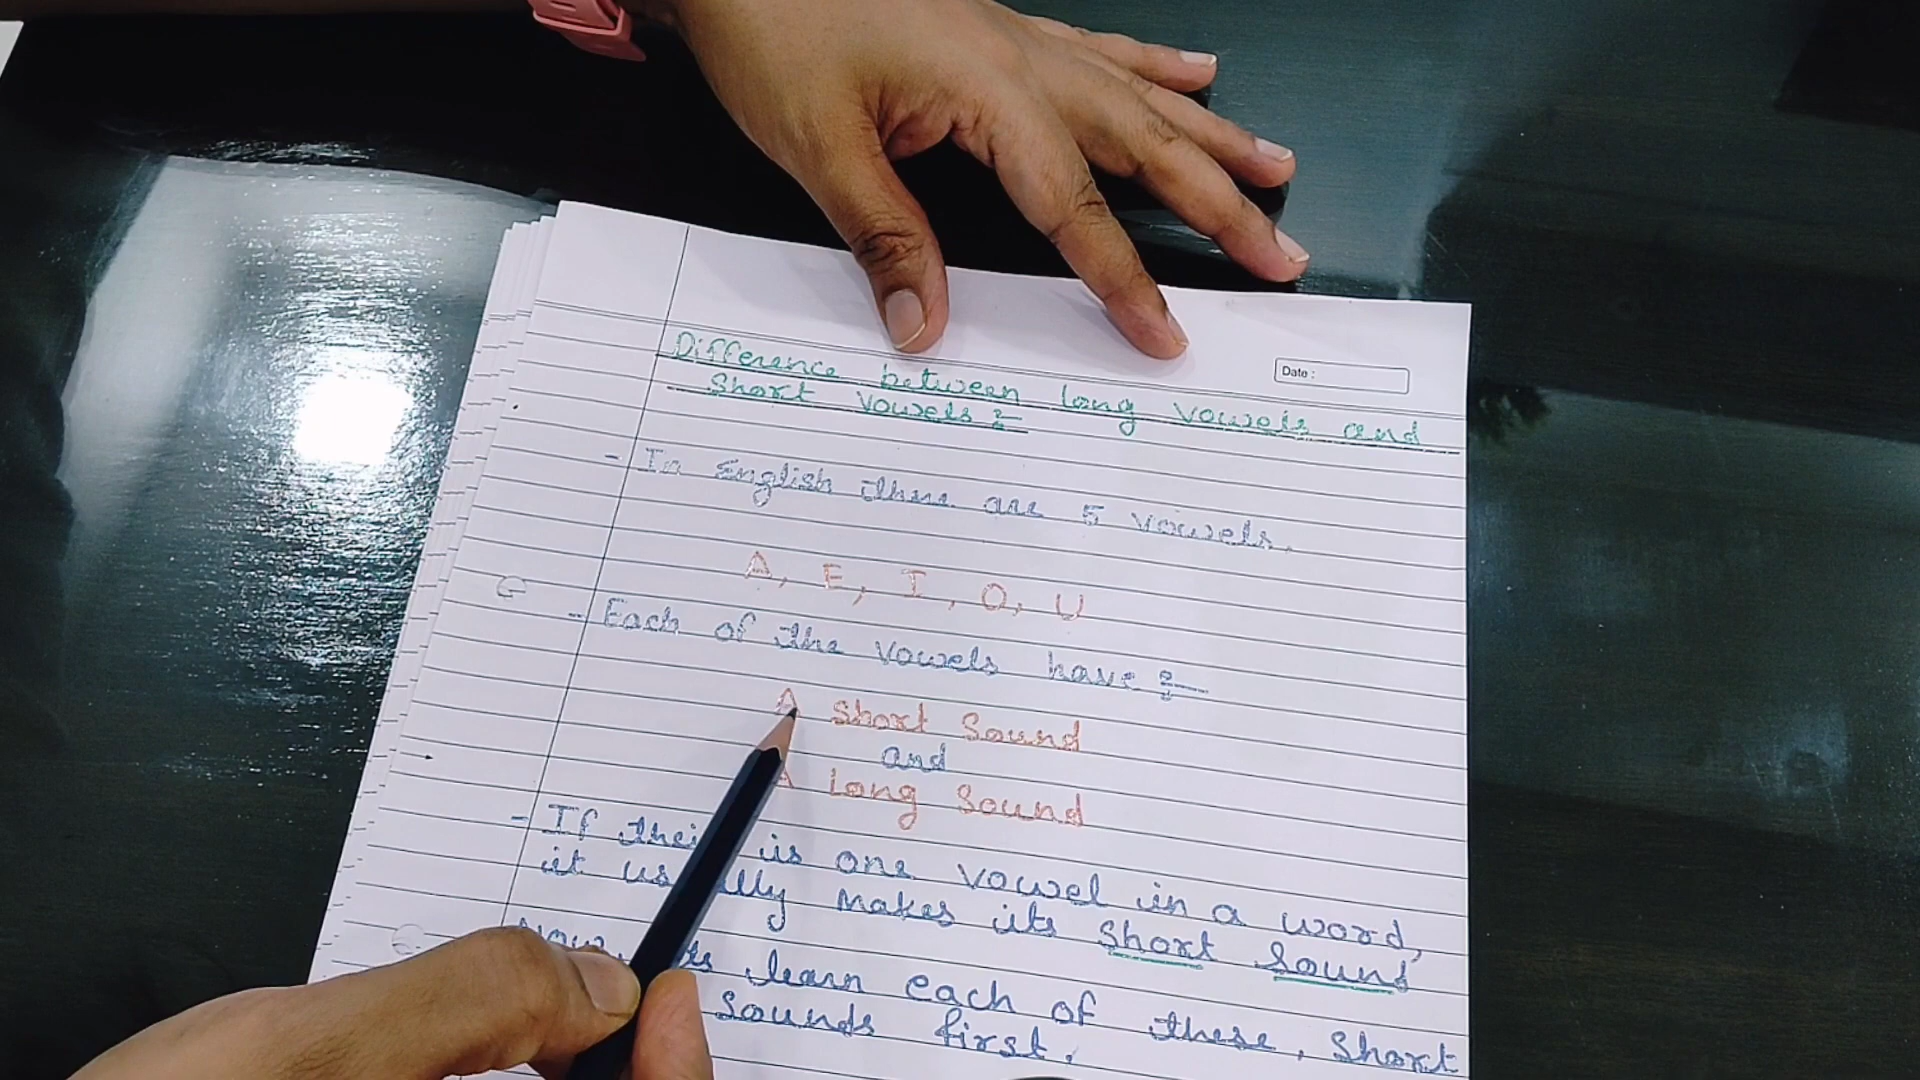 Date :
Difference between long vowels and
Short Vowels :-
- In English there are 5 vowels.
A, E, I, O, U
- Each of the vowels have :-
A Short Sound
and
A Long Sound
- If is one vowel in a word,
it makes its short sound
learn each of these, Short
sounds first.